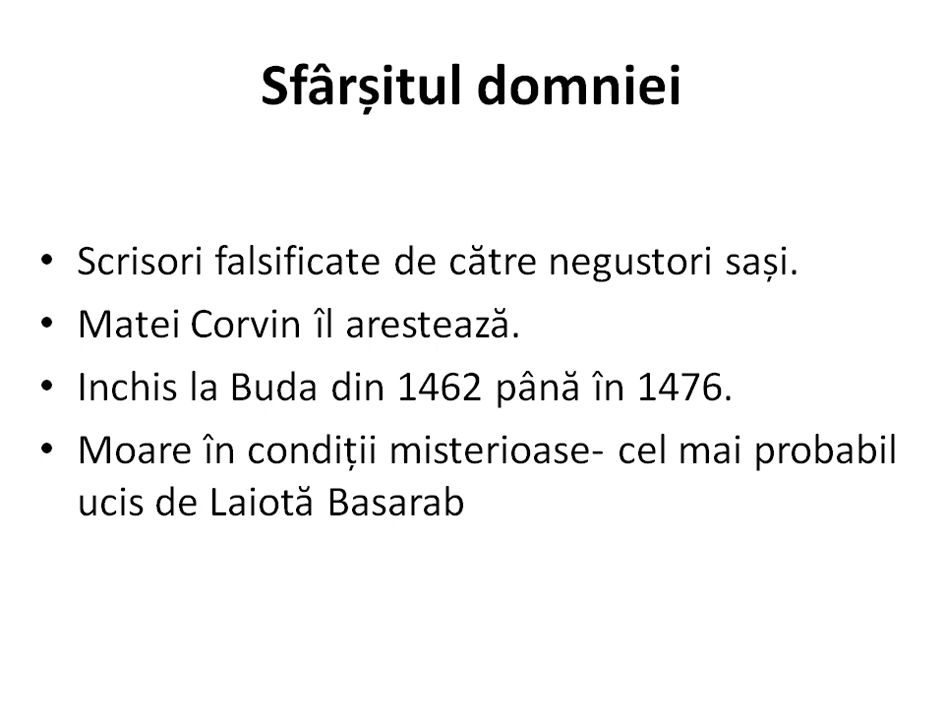 Sfârșitul domniei
• Scrisori falsificate de către negustori sași.
• Matei Corvin îl arestează.
• Inchis la Buda din 1462 până în 1476.
• Moare în condiții misterioase- cel mai probabil
ucis de Laiotă Basarab